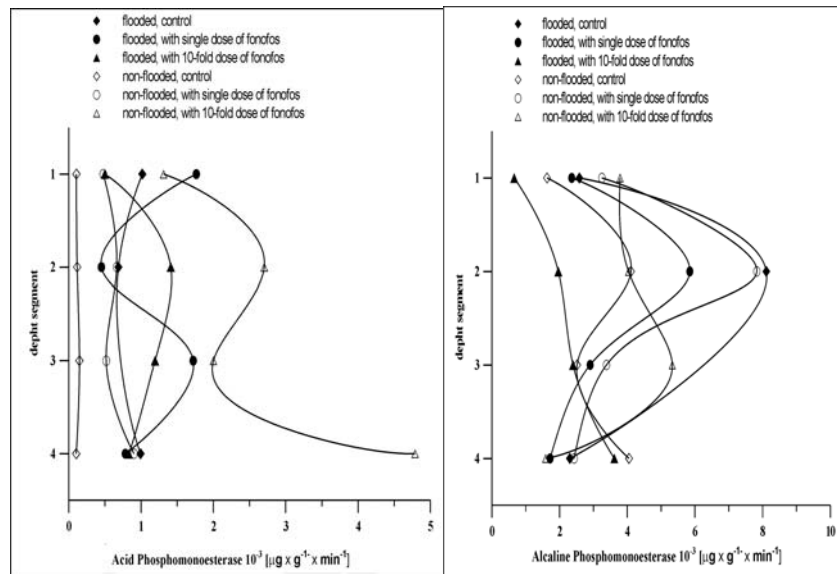 flooded, control
flooded, with single dose of fonofos
flooded, with 10-fold dose of fonofos
non-flooded, control
non-flooded, with single dose of fonofos
non-flooded, with 10-fold dose of fonofos
depht segment
1
2
3
4
0
1
2
3
4
5
Acid Phosphomonoesterase 10⁻³ [µg x g⁻¹· x min⁻¹]
flooded, control
flooded, with single dose of fonofos
flooded, with 10-fold dose of fonofos
non-flooded, control
non-flooded, with single dose of fonofos
non-flooded, with 10-fold dose of fonofos
depht segment
1
2
3
4
0
2
4
6
8
10
Alcaline Phosphomonoesterase 10⁻³ [µg x g⁻¹· x min⁻¹]